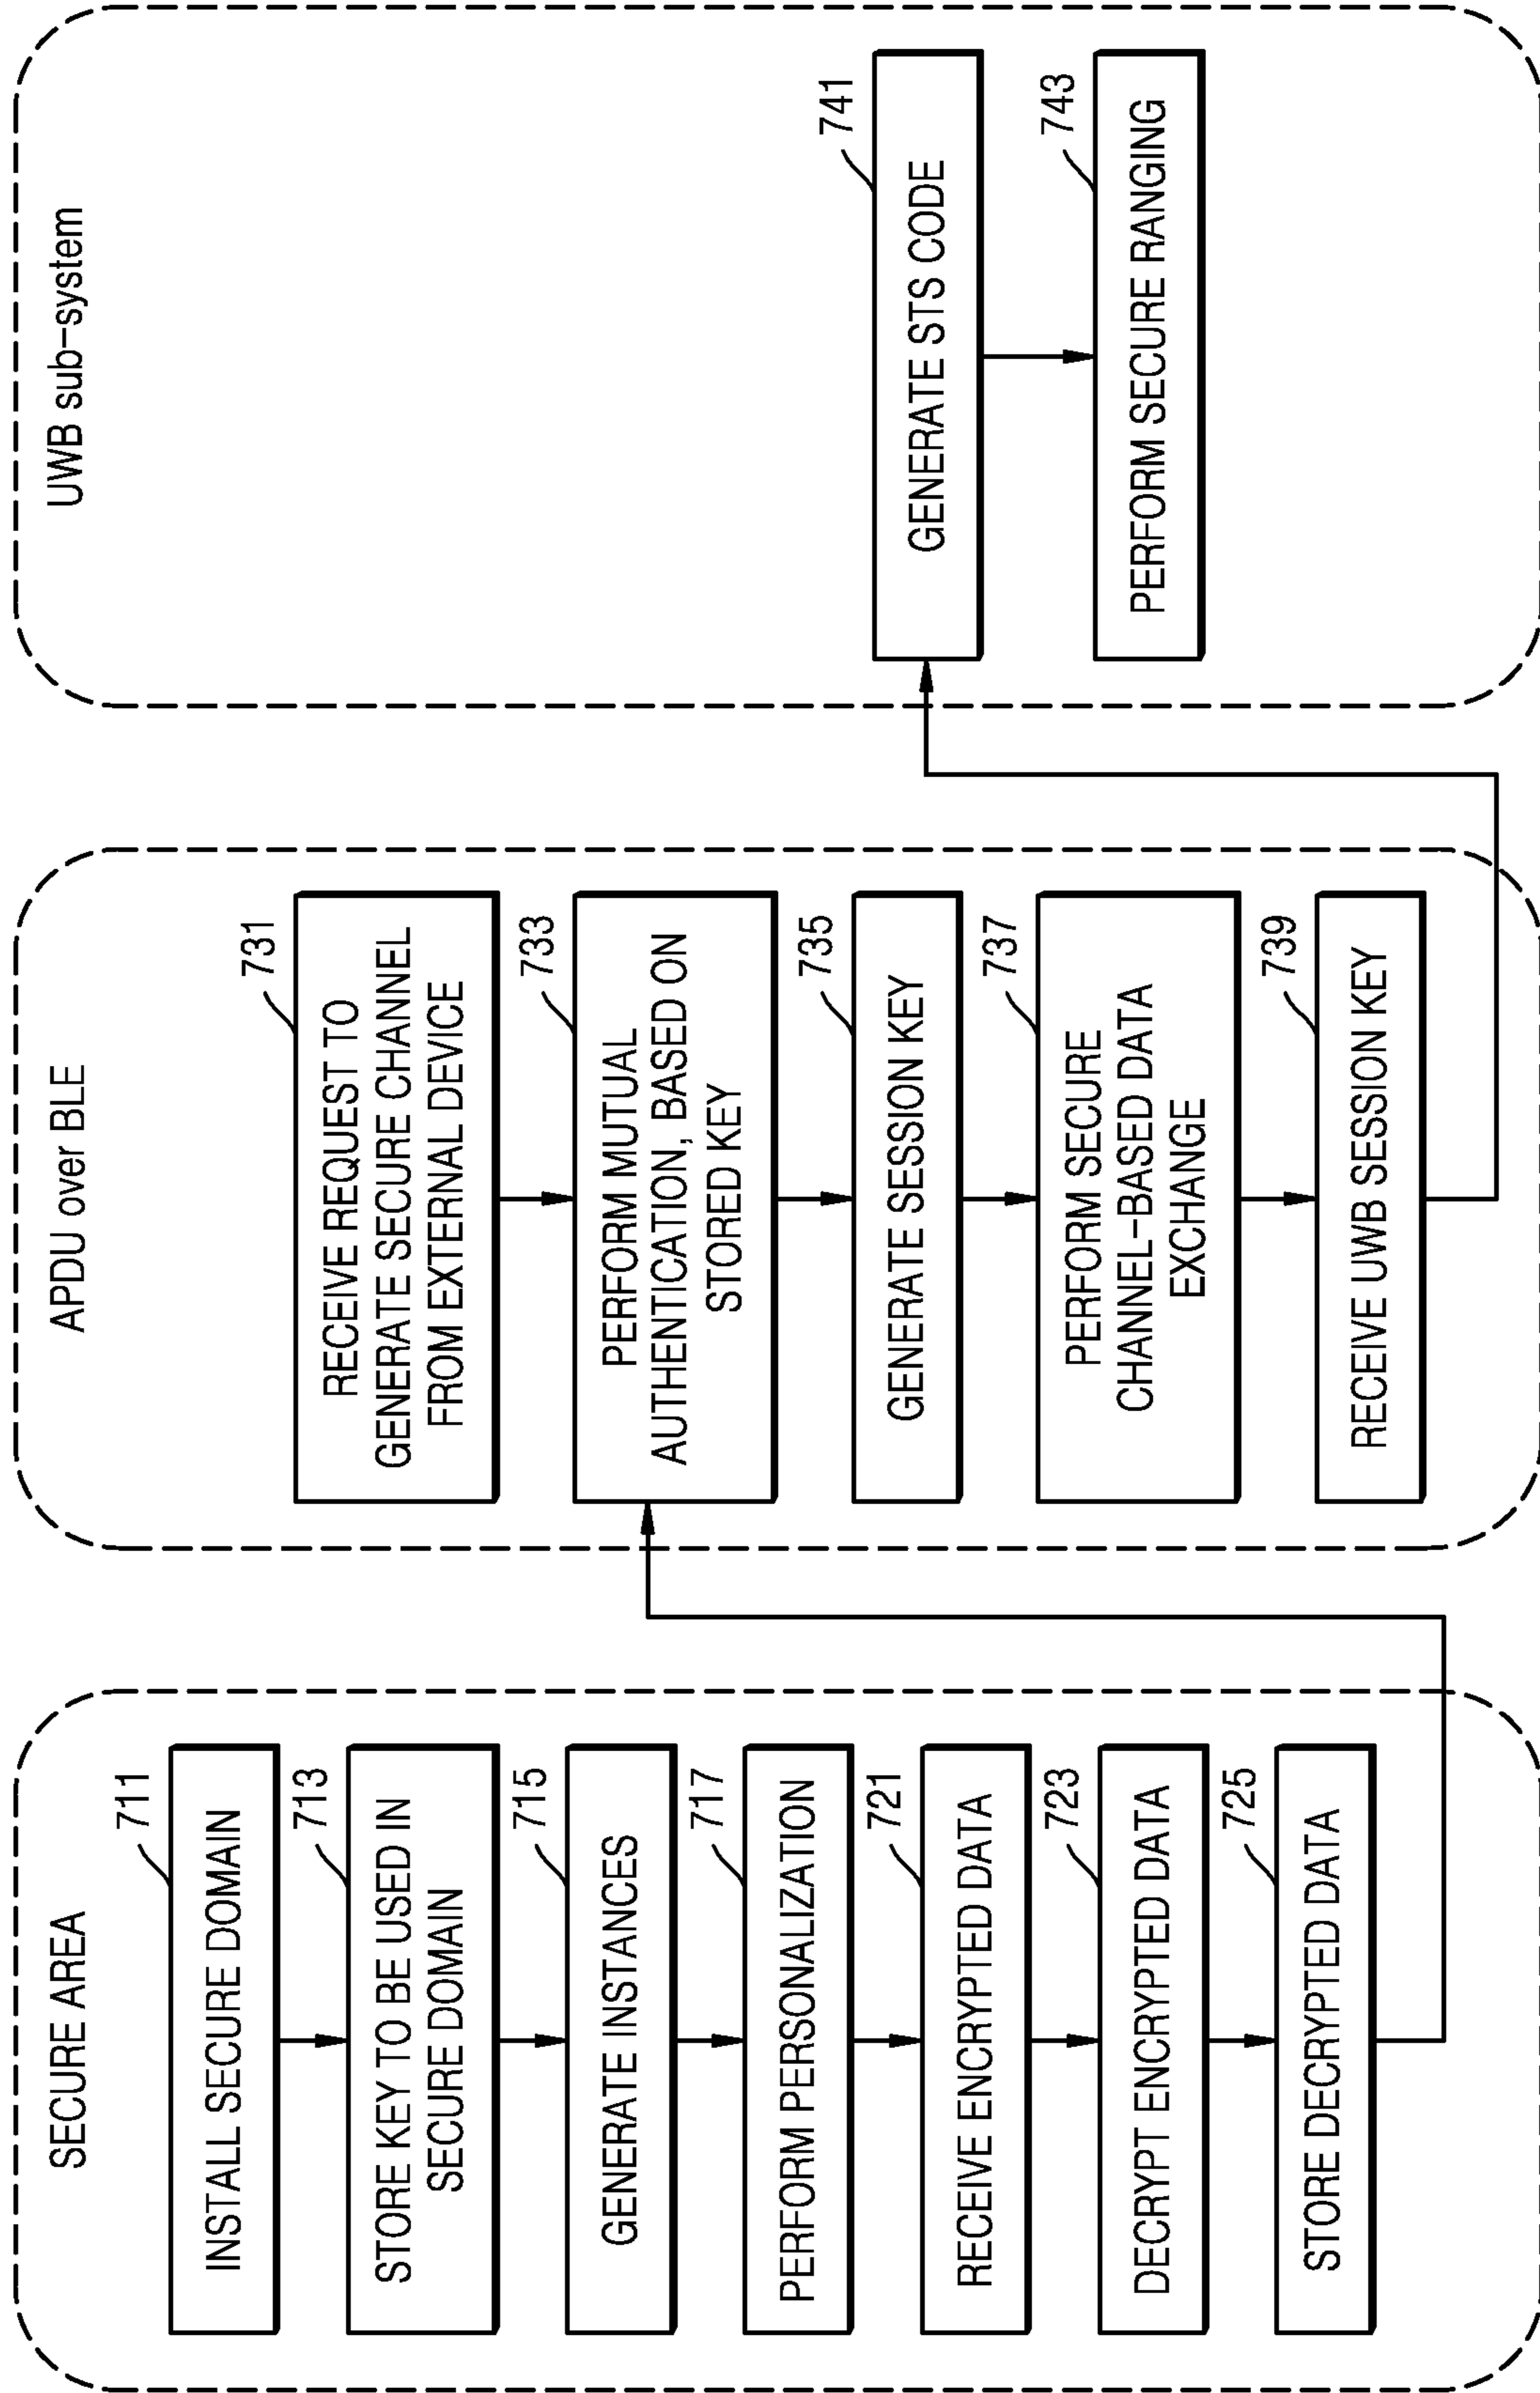 SECURE AREA
711
INSTALL SECURE DOMAIN
713
STORE KEY TO BE USED IN
SECURE DOMAIN
715
GENERATE INSTANCES
717
PERFORM PERSONALIZATION
721
RECEIVE ENCRYPTED DATA
723
DECRYPT ENCRYPTED DATA
725
STORE DECRYPTED DATA
APDU over BLE
731
RECEIVE REQUEST TO
GENERATE SECURE CHANNEL
FROM EXTERNAL DEVICE
733
PERFORM MUTUAL
AUTHENTICATION, BASED ON
STORED KEY
735
GENERATE SESSION KEY
737
PERFORM SECURE
CHANNEL-BASED DATA
EXCHANGE
739
RECEIVE UWB SESSION KEY
UWB sub-system
741
GENERATE STS CODE
743
PERFORM SECURE RANGING